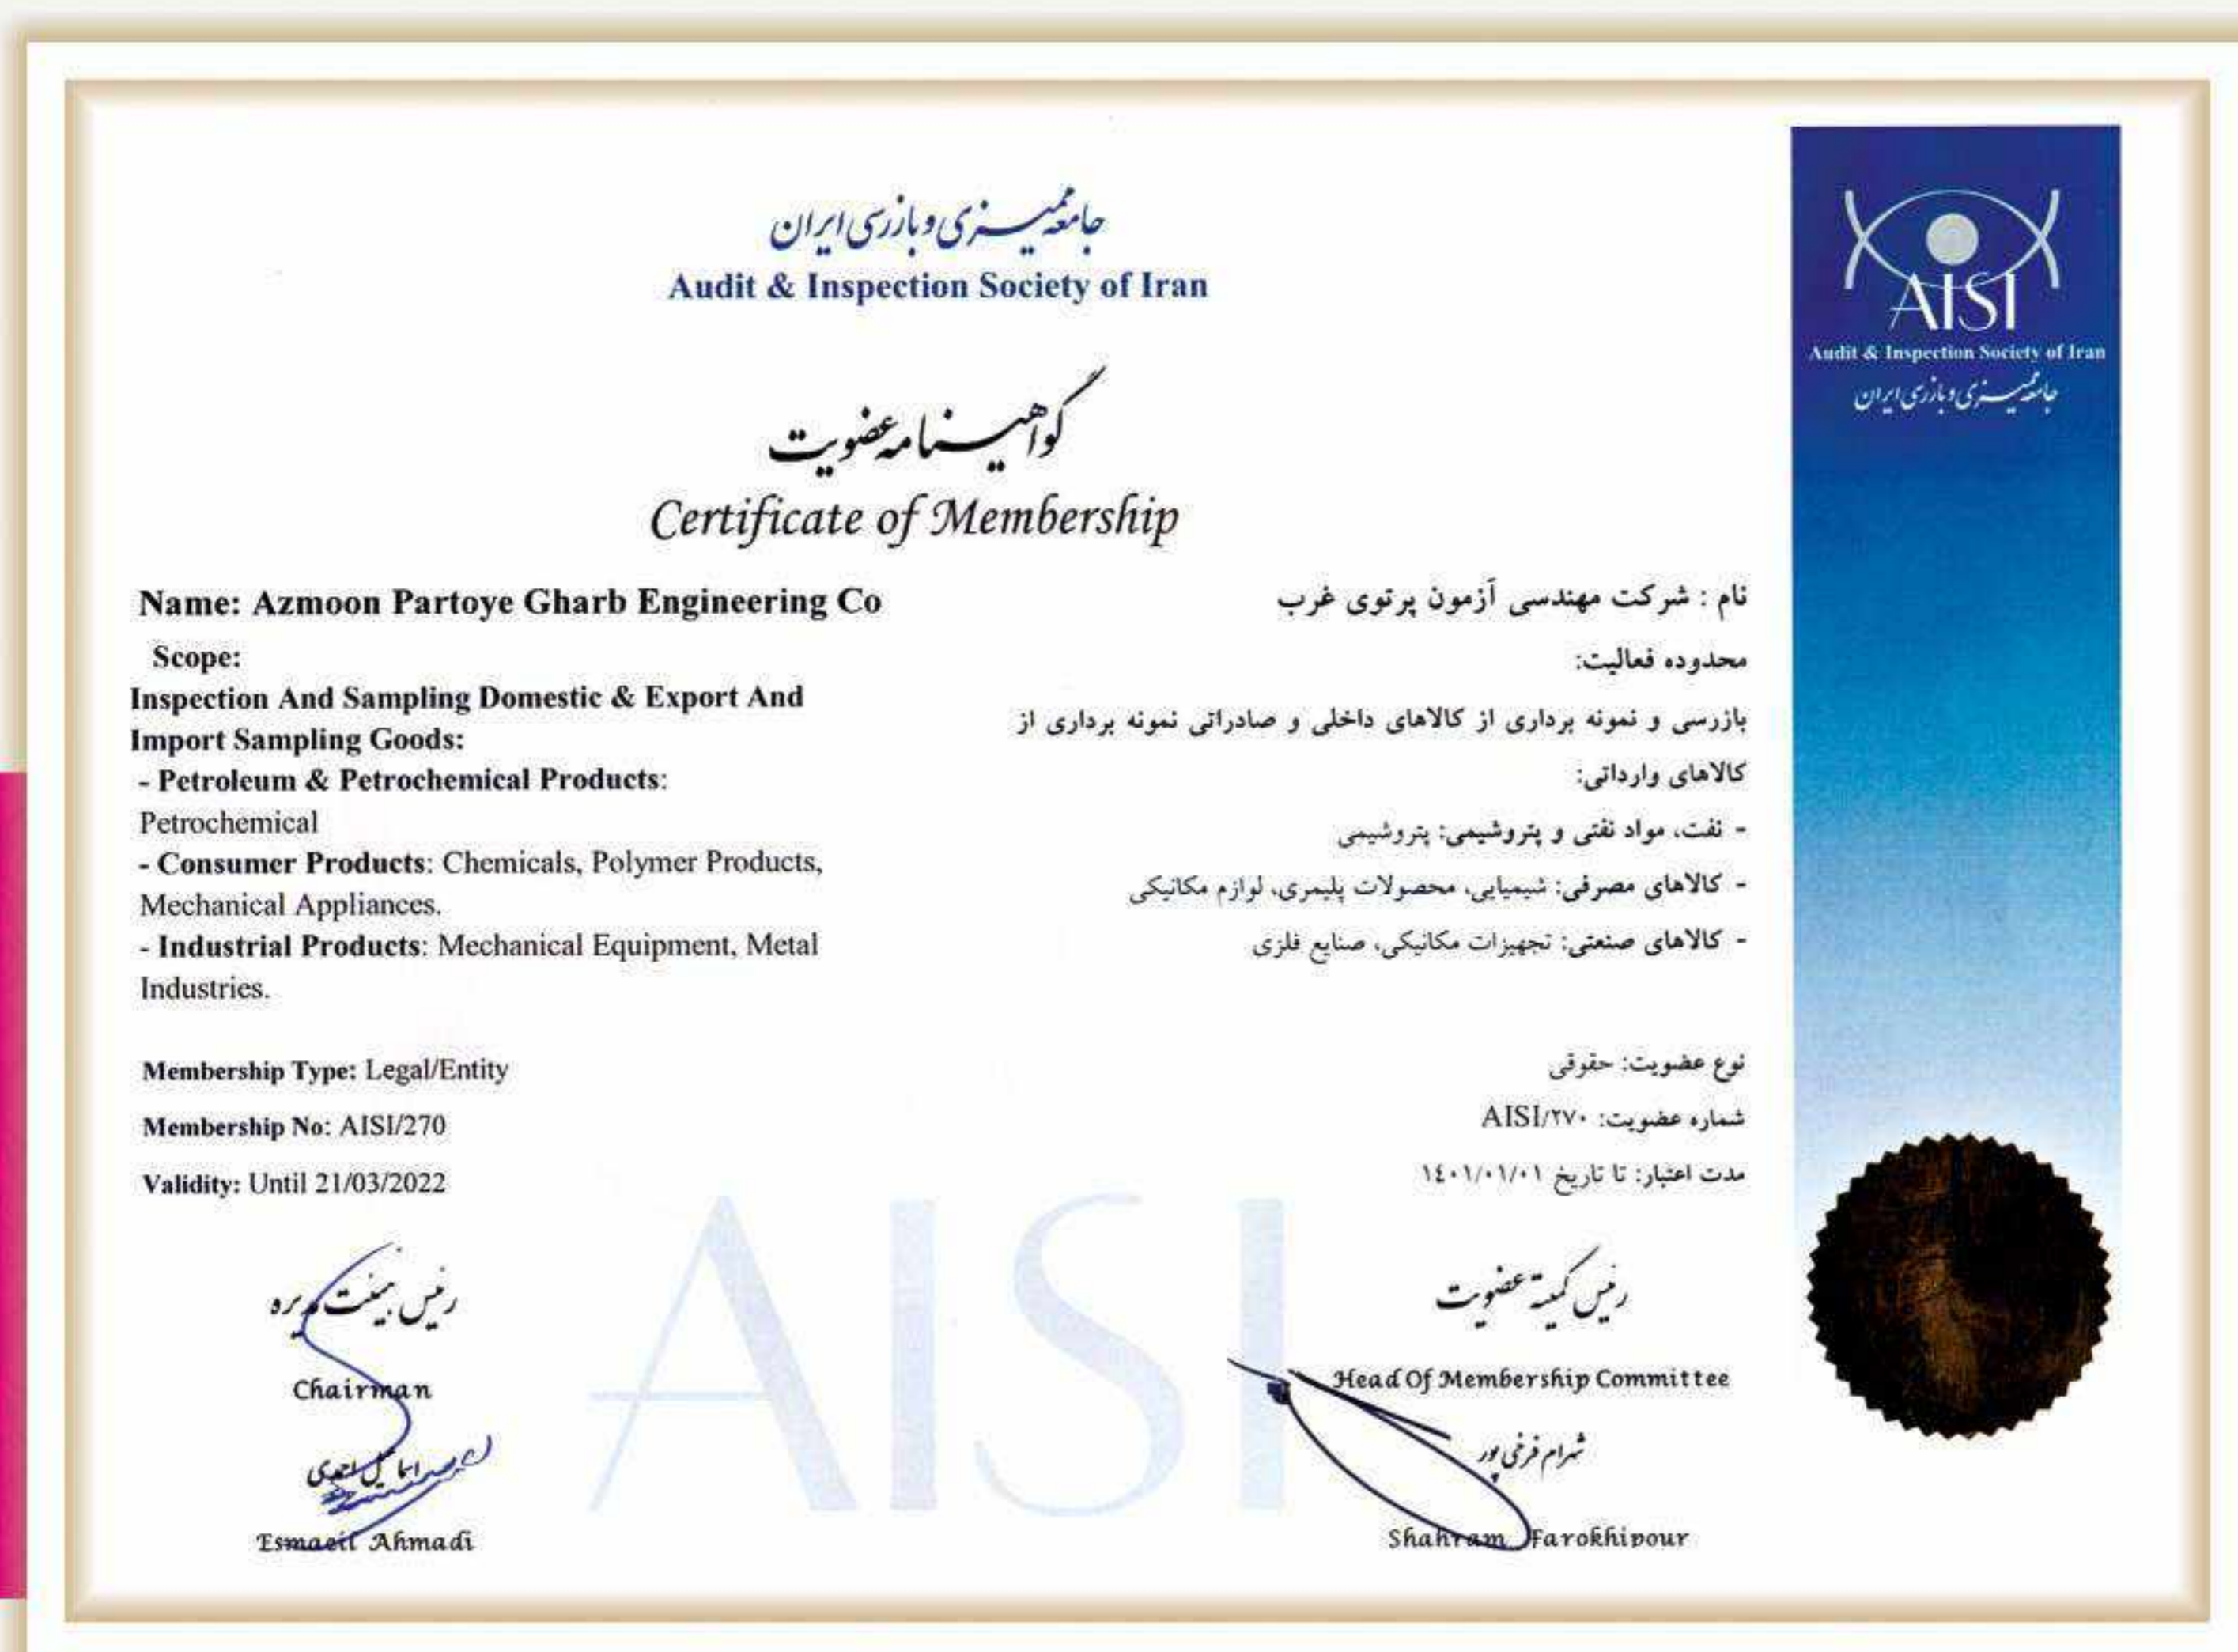 جامعه ممیزی و بازرسی ایران
Audit & Inspection Society of Iran
گواهینامه عضویت
Certificate of Membership
Name: Azmoon Partoye Gharb Engineering Co
Scope:
Inspection And Sampling Domestic & Export And
Import Sampling Goods:
- Petroleum & Petrochemical Products:
Petrochemical
- Consumer Products: Chemicals, Polymer Products,
Mechanical Appliances.
- Industrial Products: Mechanical Equipment, Metal
Industries.
Membership Type: Legal/Entity
Membership No: AISI/270
Validity: Until 21/03/2022
نام : شرکت مهندسی آزمون پرتوی غرب
محدوده فعالیت:
بازرسی و نمونه برداری از کالاهای داخلی و صادراتی نمونه برداری از
کالاهای وارداتی:
- نفت، مواد نفتی و پتروشیمی: پتروشیمی
- کالاهای مصرفی: شیمیایی، محصولات پلیمری، لوازم مکانیکی
- کالاهای صنعتی: تجهیزات مکانیکی، صنایع فلزی
نوع عضویت: حقوقی
شماره عضویت: AISI/۲۷۰
مدت اعتبار: تا تاریخ ۱۴۰۱/۰۱/۰۱
رئیس هیئت مدیره
Chairman
اسماعیل احمدی
Esmaeil Ahmadi
رئیس کمیته عضویت
Head Of Membership Committee
شهرام فرخی پور
Shahram Farokhipour
AISI
AISI
Audit & Inspection Society of Iran
جامعه ممیزی و بازرسی ایران